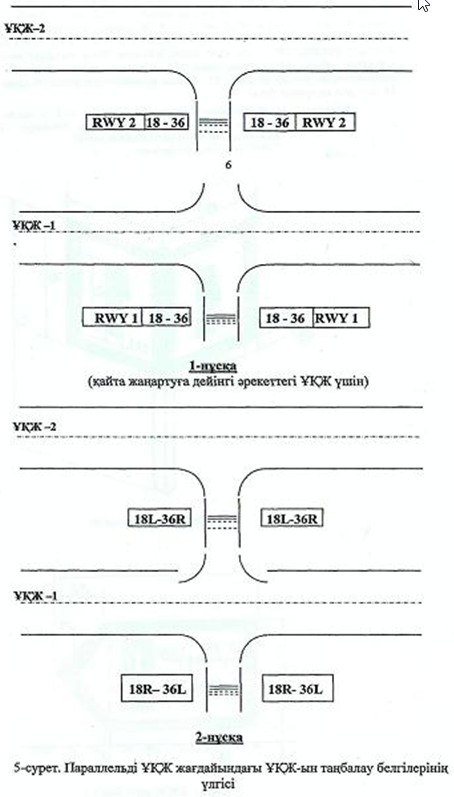 ҰҚЖ–2
RWY 2 18 - 36 18 - 36 RWY 2
6
ҰҚЖ –1
RWY 1 18 - 36 18 - 36 RWY 1
1-нұсқа
(қайта жаңартуға дейінгі әрекеттегі ҰҚЖ үшін)
ҰҚЖ –2
18L-36R 18L-36R
ҰҚЖ –1
18R– 36L 18R- 36L
2-нұсқа
5-сурет. Параллельді ҰҚЖ жағдайындағы ҰҚЖ-ын таңбалау белгілерінің
үлгісі